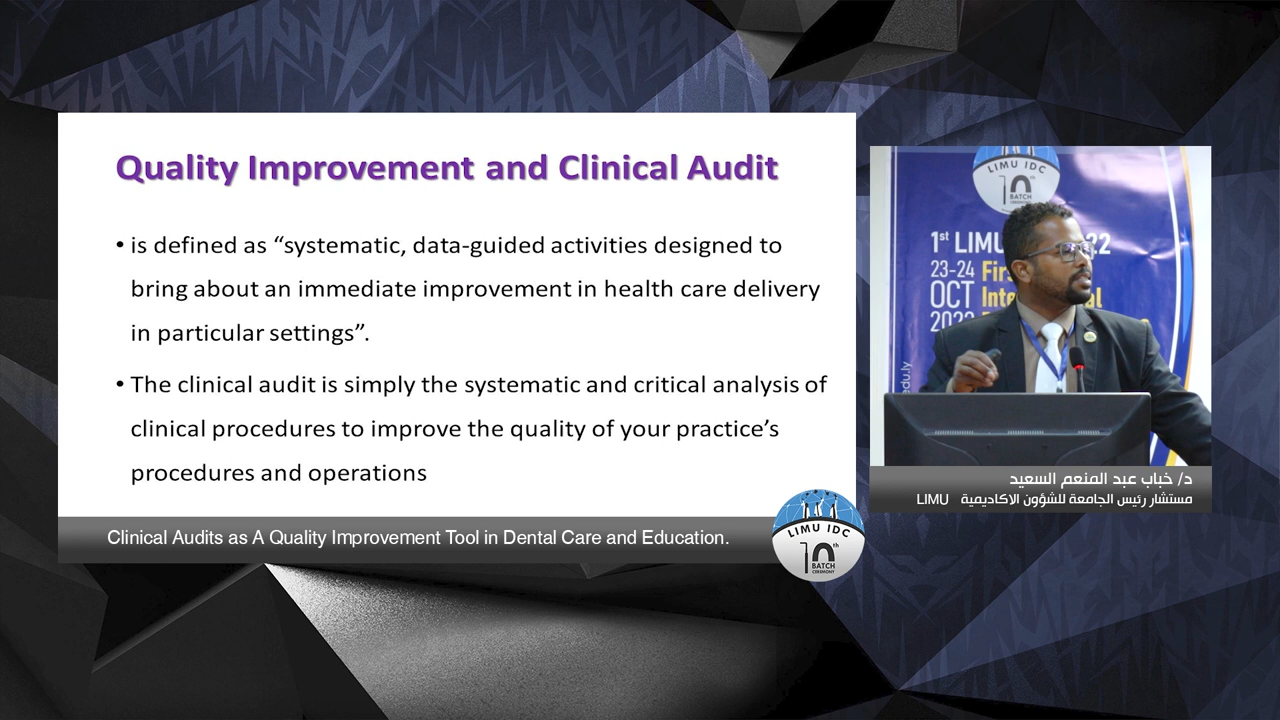 Quality Improvement and Clinical Audit
• is defined as “systematic, data-guided activities designed to
bring about an immediate improvement in health care delivery
in particular settings”.
• The clinical audit is simply the systematic and critical analysis of
clinical procedures to improve the quality of your practice’s
procedures and operations
Clinical Audits as A Quality Improvement Tool in Dental Care and Education.
LIMU IDC
10th
BATCH
CEREMONY
LIMU IDC
10th
BATCH
1st LIMU
23-24
OCT
edu.ly
د/ خباب عبد المنعم السعيد
مستشار رئيس الجامعة للشؤون الاكاديمية LIMU